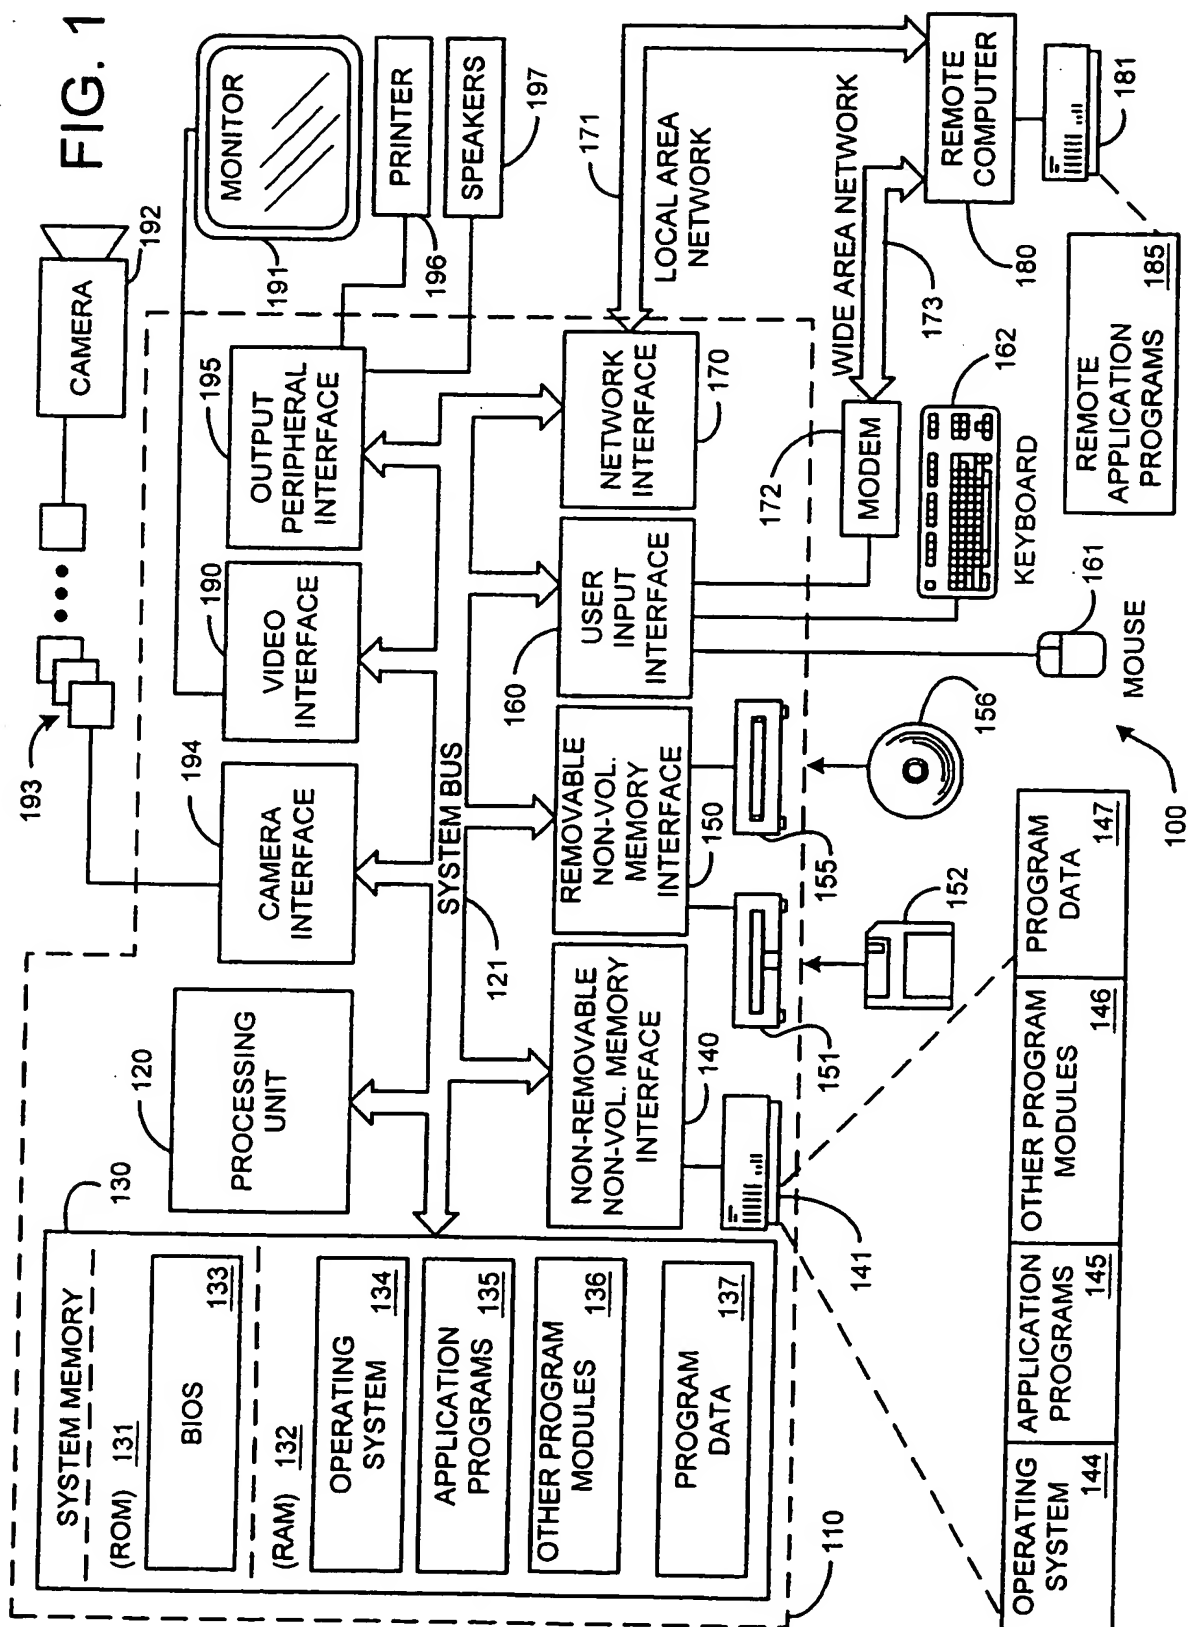 FIG. 1
193
CAMERA
192
SYSTEM MEMORY
(ROM) 131
BIOS
133
(RAM) 132
OPERATING
SYSTEM
134
APPLICATION
PROGRAMS
135
OTHER PROGRAM
MODULES
136
PROGRAM
DATA
137
130
120
PROCESSING
UNIT
194
CAMERA
INTERFACE
190
VIDEO
INTERFACE
195
OUTPUT
PERIPHERAL
INTERFACE
MONITOR
191
PRINTER
196
SPEAKERS
197
SYSTEM BUS
121
NON-REMOVABLE
NON-VOL. MEMORY
INTERFACE
140
REMOVABLE
NON-VOL.
MEMORY
INTERFACE
150
160
USER
INPUT
INTERFACE
NETWORK
INTERFACE
170
171
LOCAL AREA
NETWORK
141
151
155
152
156
172
MODEM
WIDE AREA NETWORK
173
REMOTE
COMPUTER
180
181
162
KEYBOARD
161
MOUSE
REMOTE
APPLICATION
PROGRAMS
185
110
OPERATING
SYSTEM
144
APPLICATION
PROGRAMS
145
OTHER PROGRAM
MODULES
146
PROGRAM
DATA
147
100